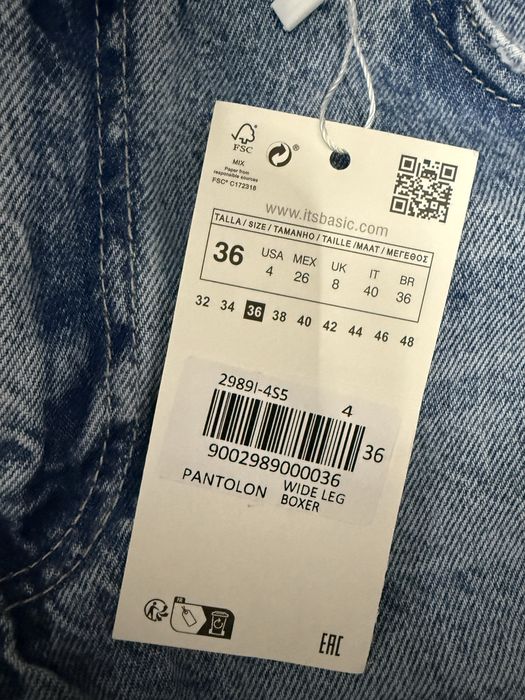 FSC
MIX
Paper from
responsible sources
FSC® C172318
®
www.itsbasic.com
TALLA / SIZE / TAMANHO / TAILLE /MAAT / ΜΕΓΕΘΟΣ
36
USA MEX UK IT BR
4 26 8 40 36
32 34 36 38 40 42 44 46 48
2989I-4S5 4
36
9002989000036
PANTOLON WIDE LEG
BOXER
FR
EAC